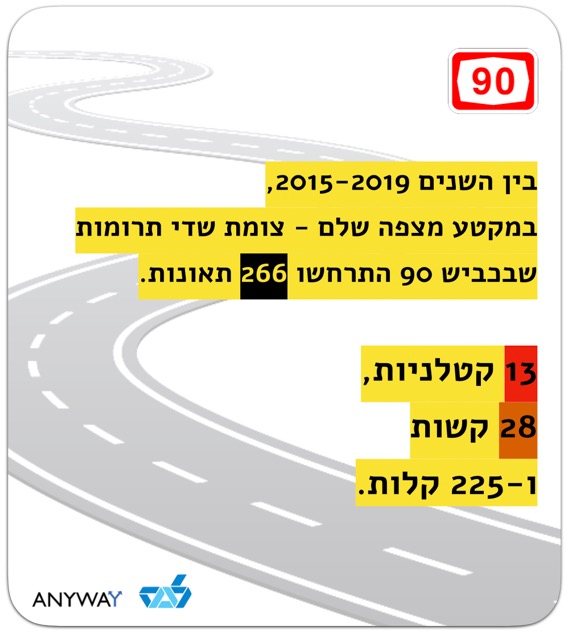 90
בין השנים 2015-2019,
במקטע מצפה שלם - צומת שדי תרומות
שבכביש 90 התרחשו 266 תאונות.
13 קטלניות,
28 קשות
ו-225 קלות.
ANYWAY